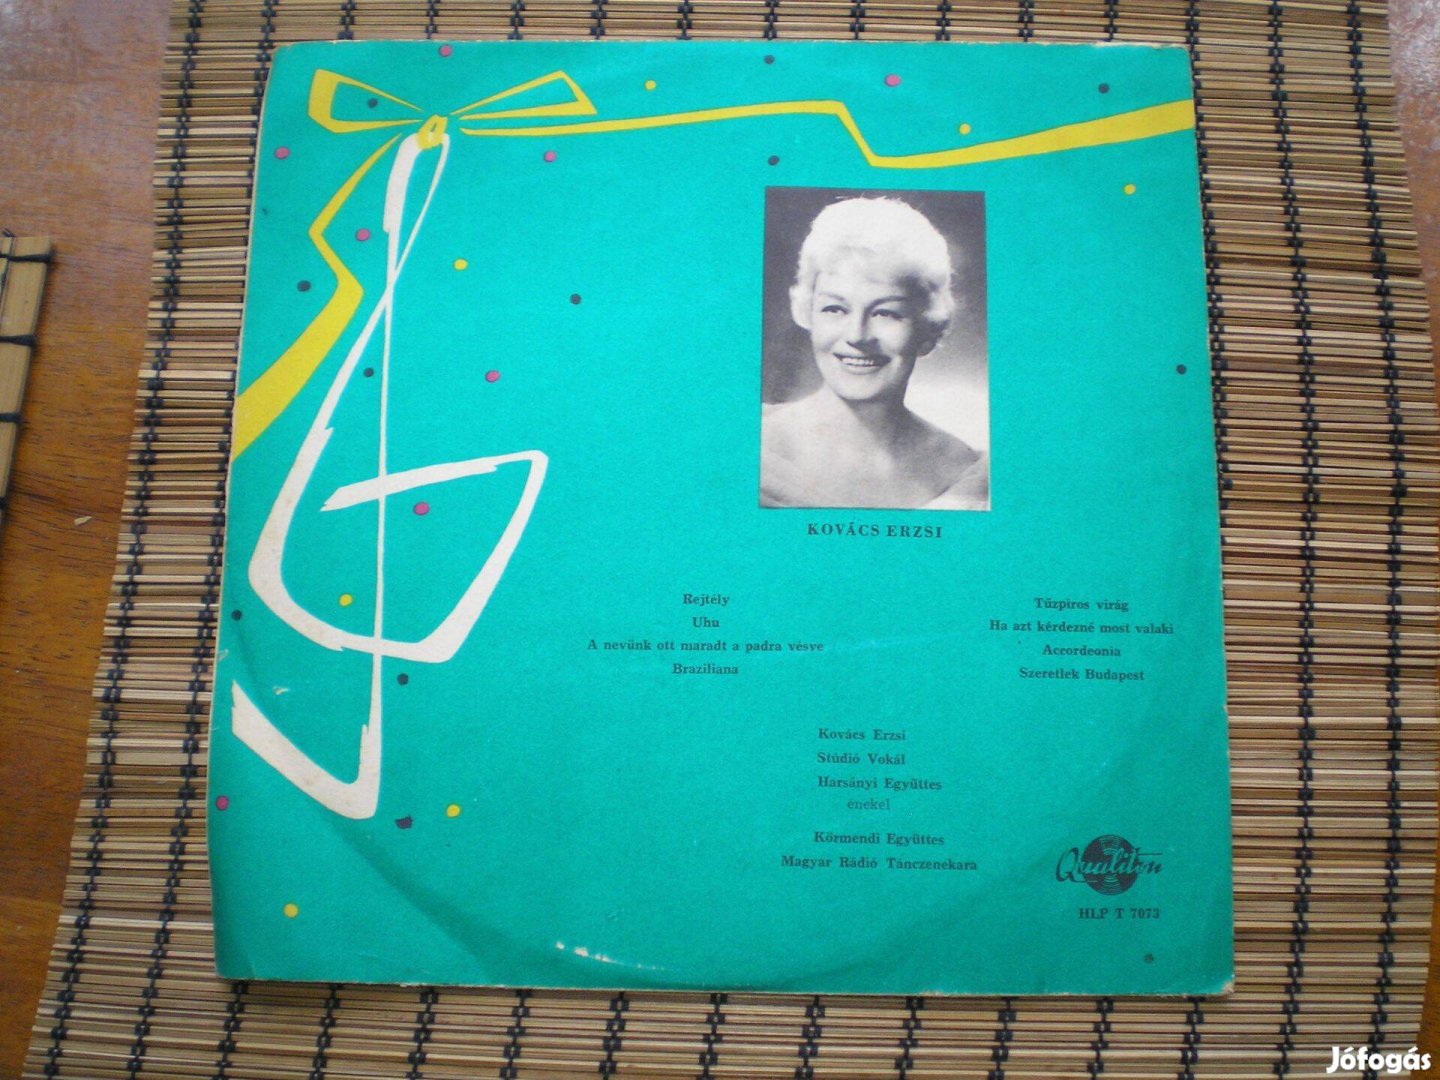 KOVÁCS ERZSI
Rejtély
Uhu
A nevünk ott maradt a padra vésve
Braziliana
Tűzpiros virág
Ha azt kérdezné most valaki
Accordeonia
Szeretlek Budapest
Kovács Erzsi
Stúdió Vokál
Harsányi Együttes
énekel
Körmendi Együttes
Magyar Rádió Tánczenekara
Qualiton
HLP T 7073
Jófogás